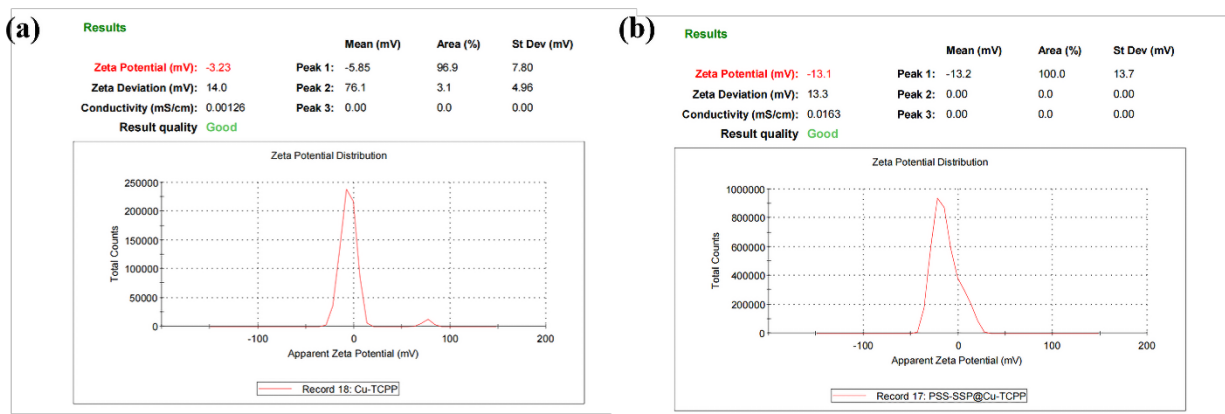 (a)
Results
Mean (mV) Area (%) St Dev (mV)
Zeta Potential (mV): -3.23 Peak 1: -5.85 96.9 7.80
Zeta Deviation (mV): 14.0 Peak 2: 76.1 3.1 4.96
Conductivity (mS/cm): 0.00126 Peak 3: 0.00 0.0 0.00
Result quality Good
Zeta Potential Distribution
250000
200000
150000
100000
50000
0
Total Counts
-100 0 100 200
Apparent Zeta Potential (mV)
Record 18: Cu-TCPP
(b)
Results
Mean (mV) Area (%) St Dev (mV)
Zeta Potential (mV): -13.1 Peak 1: -13.2 100.0 13.7
Zeta Deviation (mV): 13.3 Peak 2: 0.00 0.0 0.00
Conductivity (mS/cm): 0.0163 Peak 3: 0.00 0.0 0.00
Result quality Good
Zeta Potential Distribution
1000000
800000
600000
400000
200000
0
Total Counts
-100 0 100 200
Apparent Zeta Potential (mV)
Record 17: PSS-SSP@Cu-TCPP